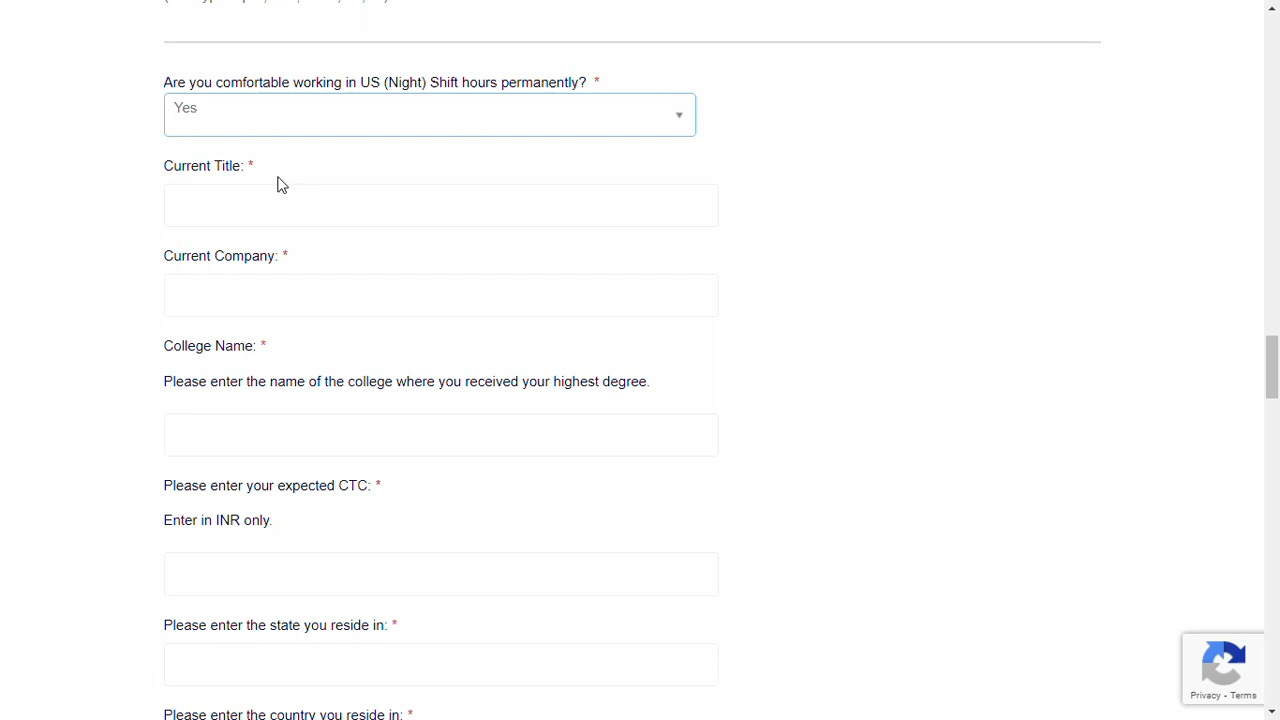 Are you comfortable working in US (Night) Shift hours permanently? *
Yes
Current Title: *
Current Company: *
College Name: *
Please enter the name of the college where you received your highest degree.
Please enter your expected CTC: *
Enter in INR only.
Please enter the state you reside in: *
Privacy - Terms
Please enter the country you reside in: *